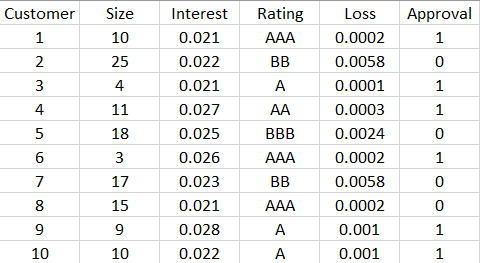 Customer Size Interest Rating Loss Approval
1 10 0.021 AAA 0.0002 1
2 25 0.022 BB 0.0058 0
3 4 0.021 A 0.0001 1
4 11 0.027 AA 0.0003 1
5 18 0.025 BBB 0.0024 0
6 3 0.026 AAA 0.0002 1
7 17 0.023 BB 0.0058 0
8 15 0.021 AAA 0.0002 0
9 9 0.028 A 0.001 1
10 10 0.022 A 0.001 1